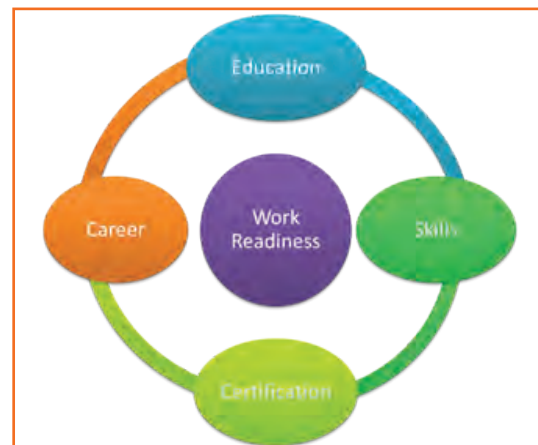 Education
Career
Work
Readiness
Skills
Certification